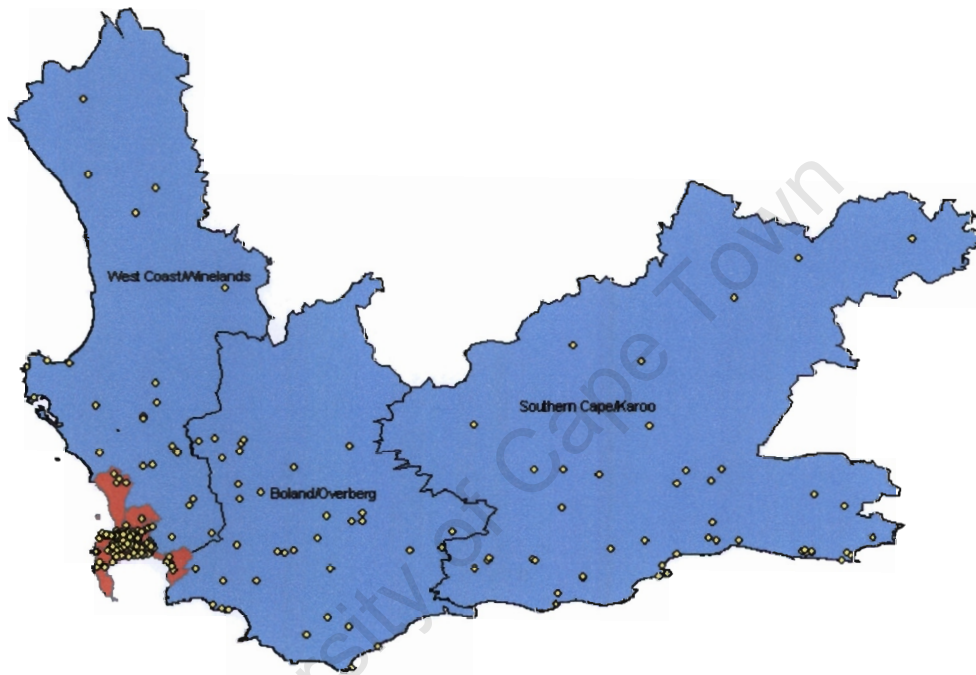 West Coast/Winelands
Southern Cape/Karoo
Boland/Overberg
University of Cape Town